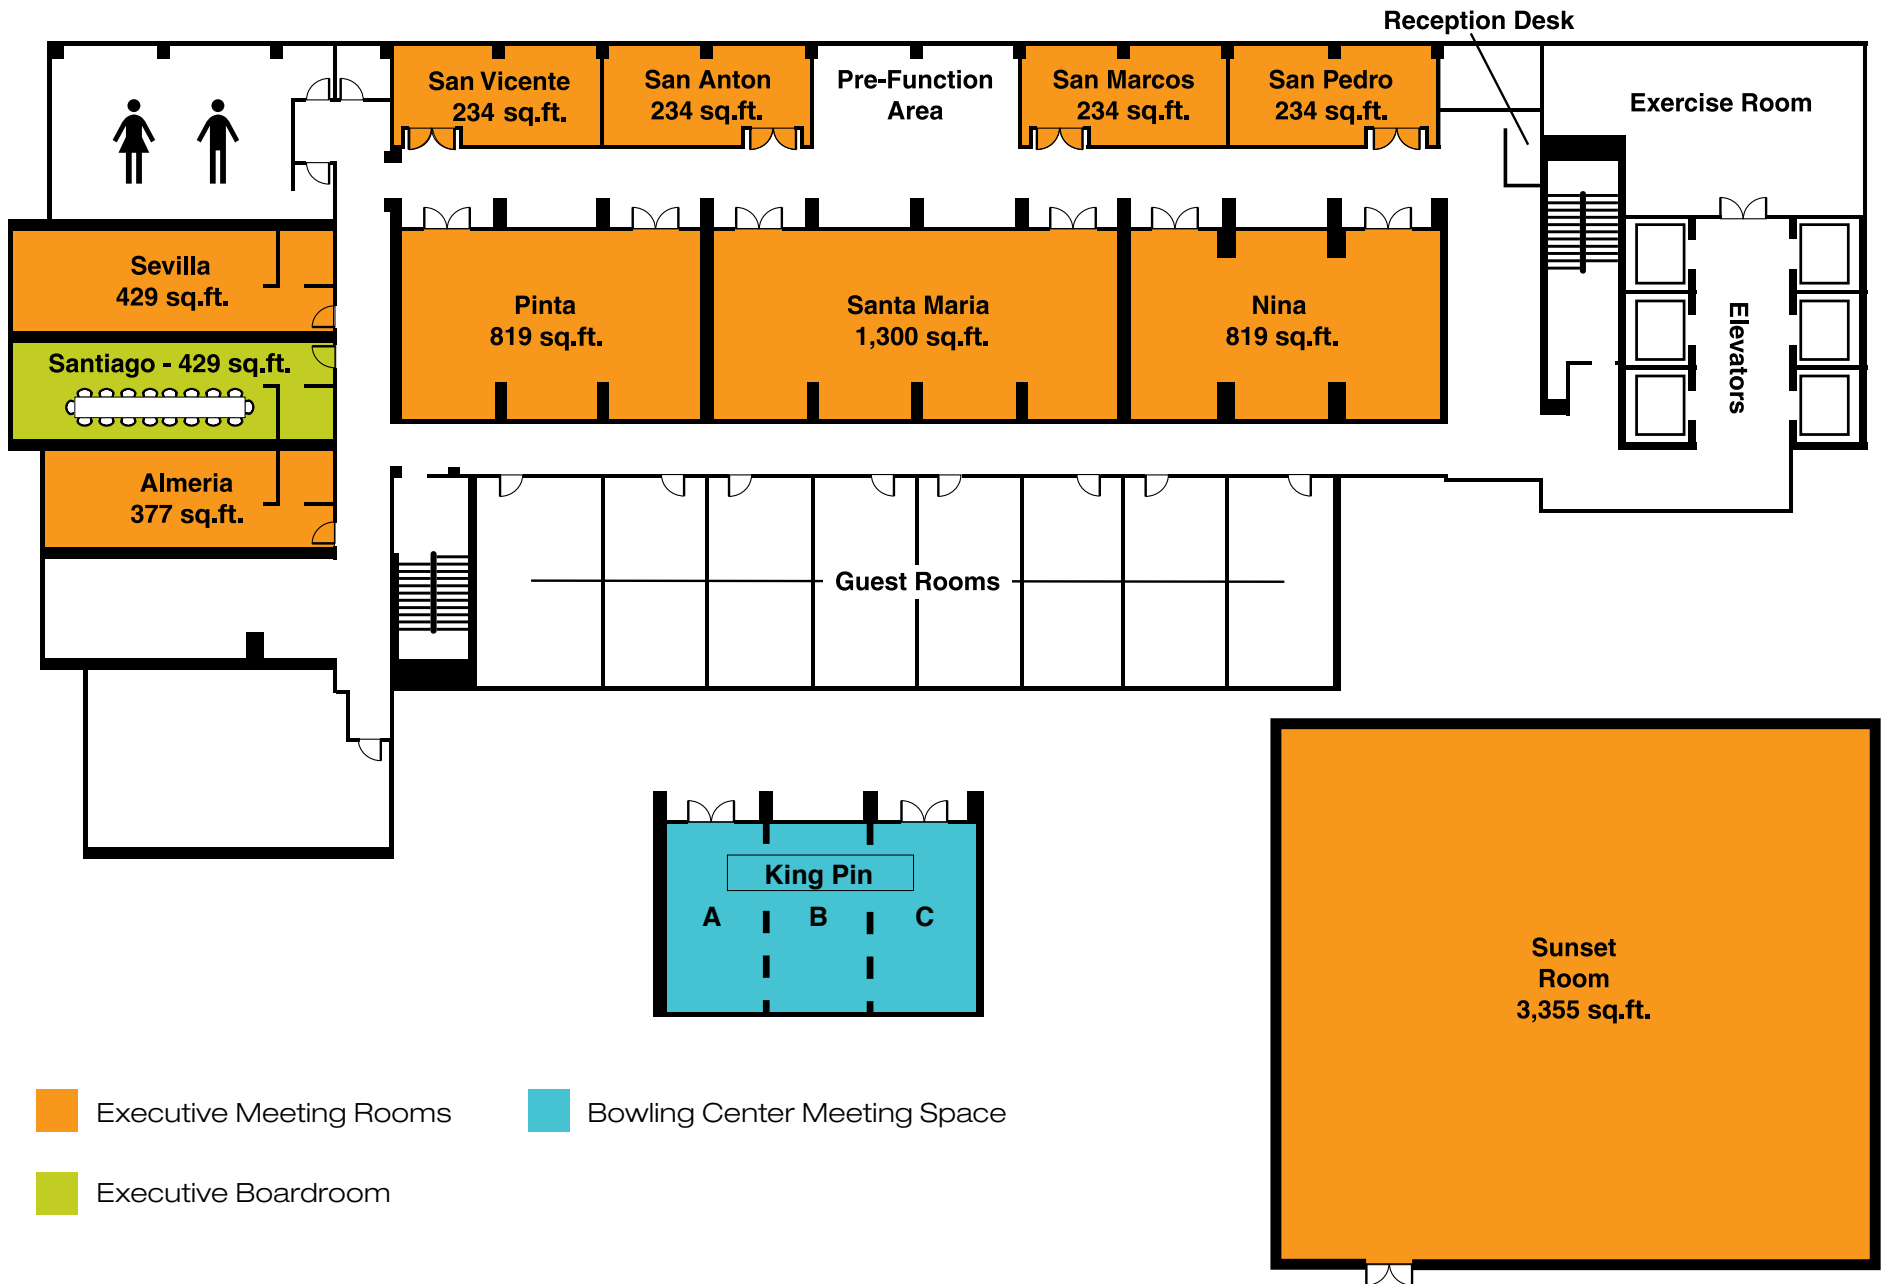 Reception Desk
San Vicente
234 sq.ft.
San Anton
234 sq.ft.
Pre-Function
Area
San Marcos
234 sq.ft.
San Pedro
234 sq.ft.
Exercise Room
Sevilla
429 sq.ft.
Pinta
819 sq.ft.
Santa Maria
1,300 sq.ft.
Nina
819 sq.ft.
Elevators
Santiago - 429 sq.ft.
Almeria
377 sq.ft.
Guest Rooms
King Pin
A B C
Sunset
Room
3,355 sq.ft.
Executive Meeting Rooms
Bowling Center Meeting Space
Executive Boardroom